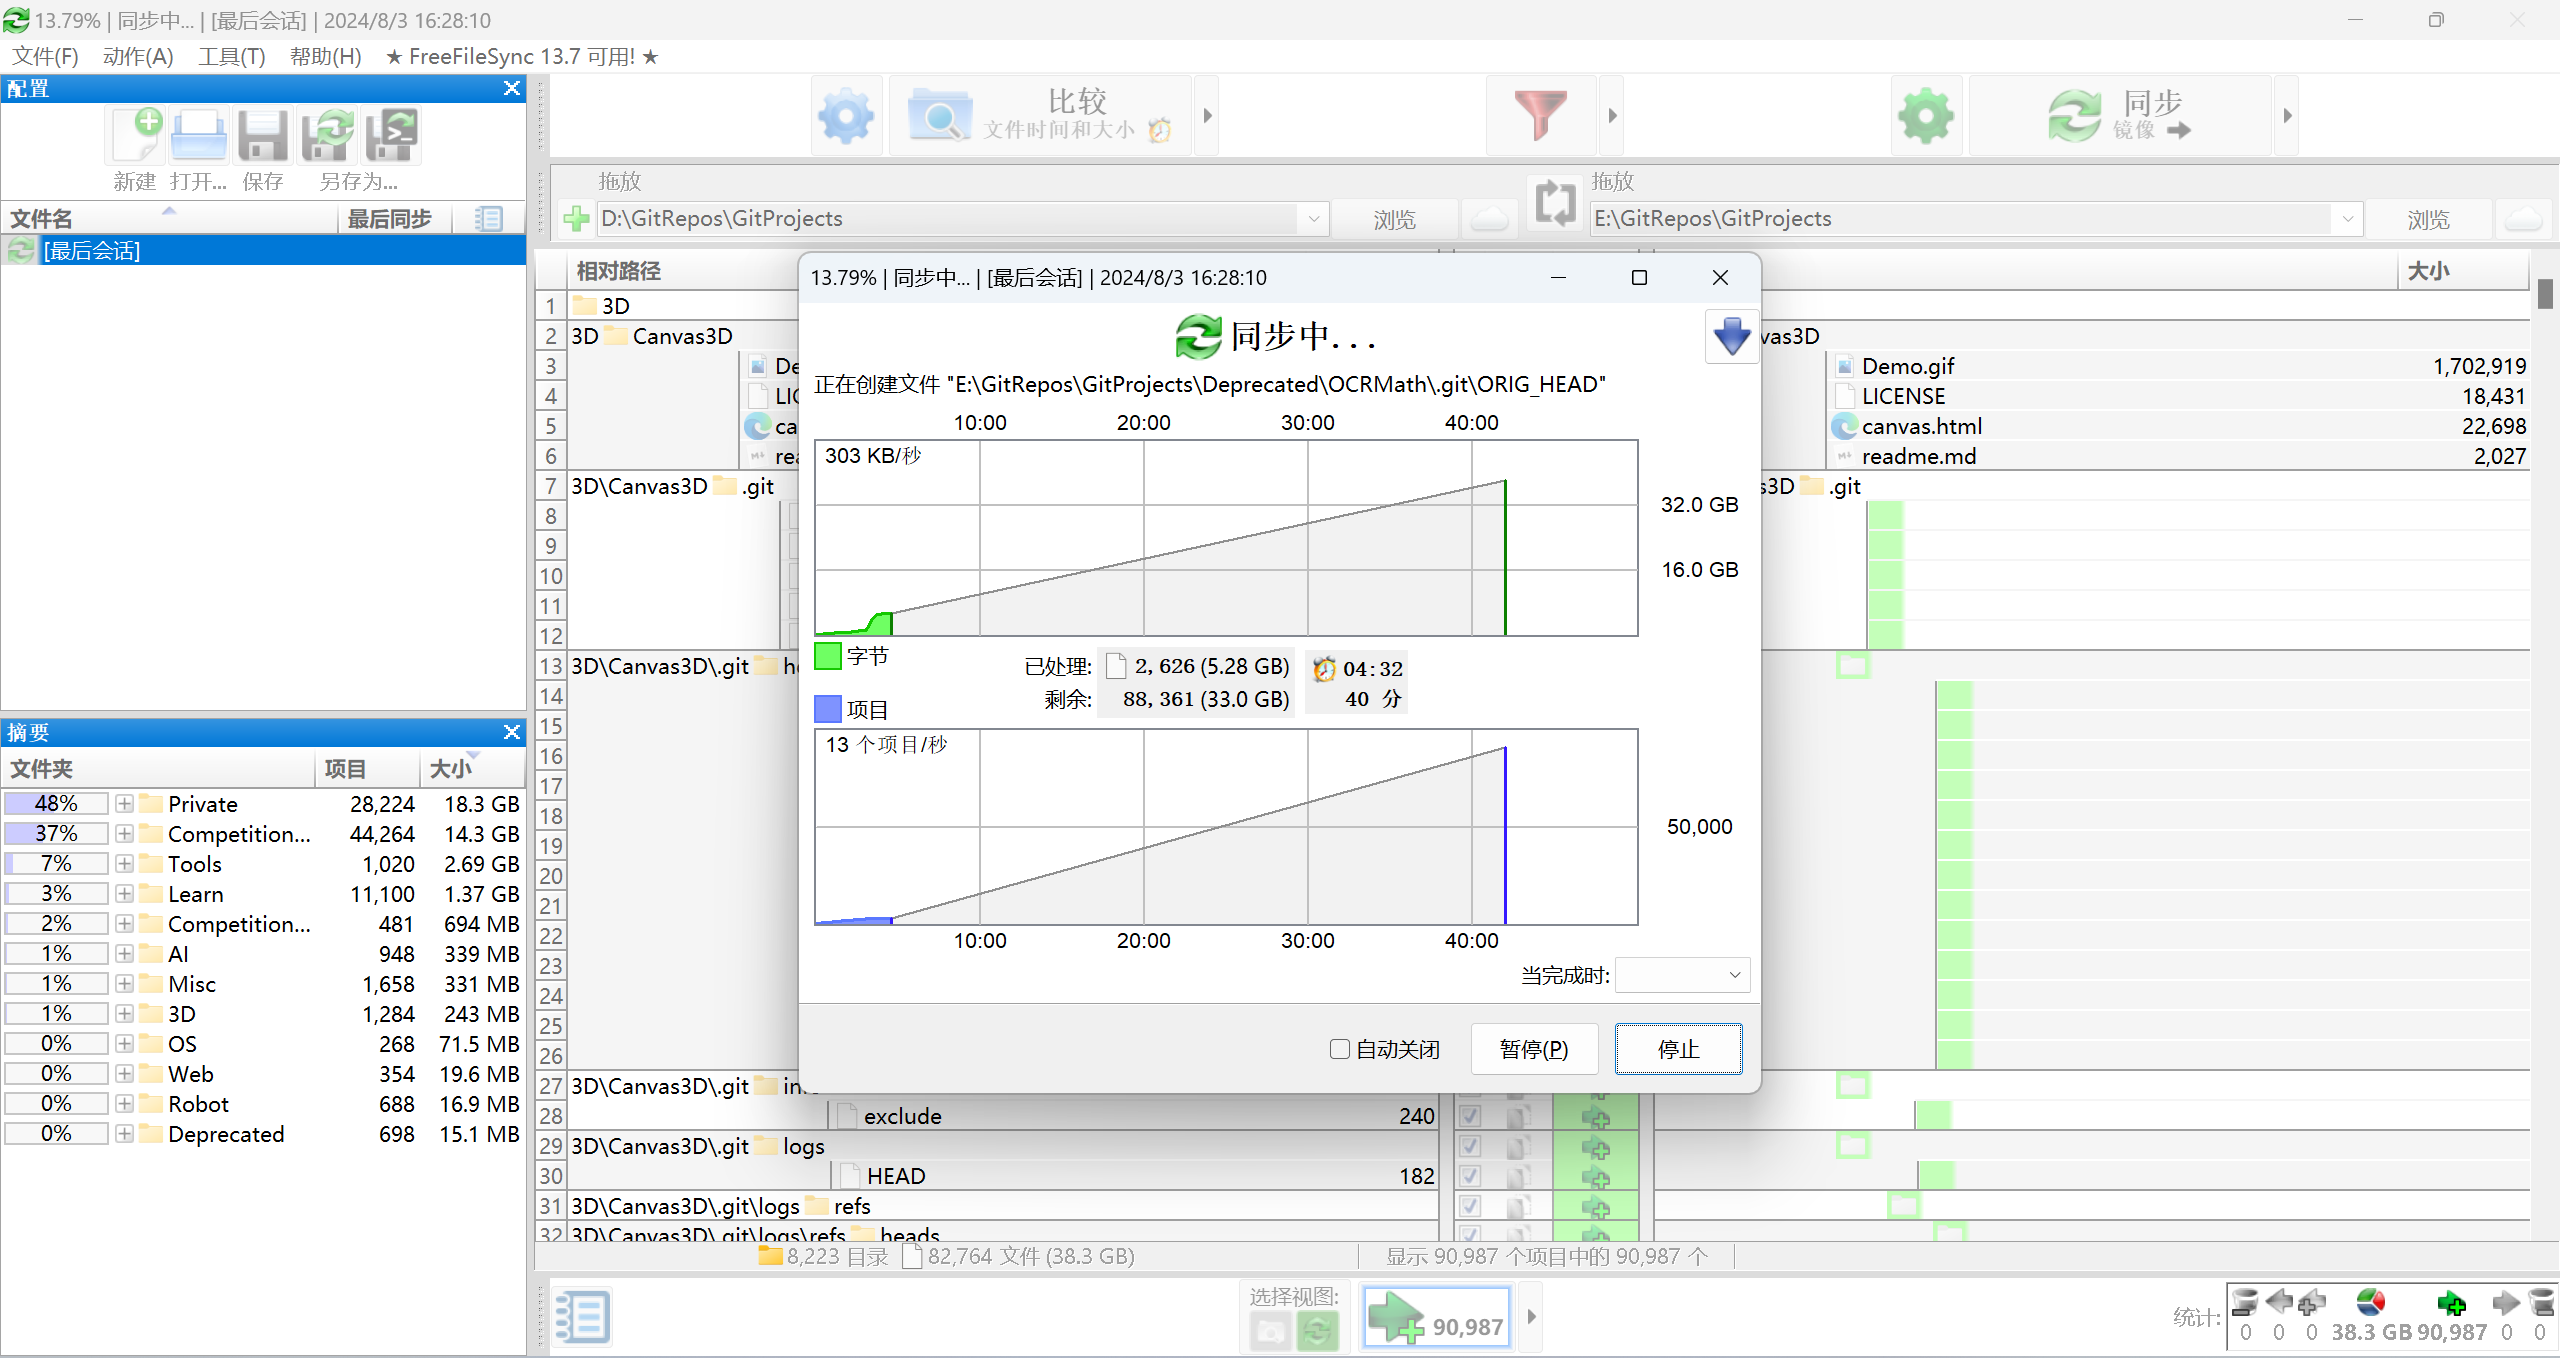 13.79% | 同步中... | [最后会话] | 2024/8/3 16:28:10
文件(F) 动作(A) 工具(T) 帮助(H) ★ FreeFileSync 13.7 可用! ★
配置
新建 打开... 保存 另存为...
文件名 最后同步
[最后会话]
比较
文件时间和大小
同步
镜像
拖放
D:\GitRepos\GitProjects 浏览
拖放
E:\GitRepos\GitProjects 浏览
摘要
文件夹 项目 大小
48% Private 28,224 18.3 GB
37% Competition... 44,264 14.3 GB
7% Tools 1,020 2.69 GB
3% Learn 11,100 1.37 GB
2% Competition... 481 694 MB
1% AI 948 339 MB
1% Misc 1,658 331 MB
1% 3D 1,284 243 MB
0% OS 268 71.5 MB
0% Web 354 19.6 MB
0% Robot 688 16.9 MB
0% Deprecated 698 15.1 MB
相对路径
1 3D
2 3D Canvas3D
3 De
4 LI
5 ca
6 rea
7 3D\Canvas3D .git
8
9
10
11
12
13 3D\Canvas3D\.git h
14
15
16
17
18
19
20
21
22
23
24
25
26
27 3D\Canvas3D\.git in
28 exclude 240
29 3D\Canvas3D\.git logs
30 HEAD 182
31 3D\Canvas3D\.git\logs refs
32 3D\Canvas3D\.git\logs\refs heads
大小
vas3D
Demo.gif 1,702,919
LICENSE 18,431
canvas.html 22,698
readme.md 2,027
s3D .git
13.79% | 同步中... | [最后会话] | 2024/8/3 16:28:10
同步中...
正在创建文件 "E:\GitRepos\GitProjects\Deprecated\OCRMath\.git\ORIG_HEAD"
10:00 20:00 30:00 40:00
303 KB/秒
32.0 GB
16.0 GB
字节
项目
已处理: 2,626 (5.28 GB) 04:32
剩余: 88,361 (33.0 GB) 40 分
13 个项目/秒
50,000
10:00 20:00 30:00 40:00
当完成时:
自动关闭 暂停(P) 停止
8,223 目录 82,764 文件 (38.3 GB) 显示 90,987 个项目中的 90,987 个
选择视图:
90,987
统计: 0 0 0 38.3 GB 90,987 0 0